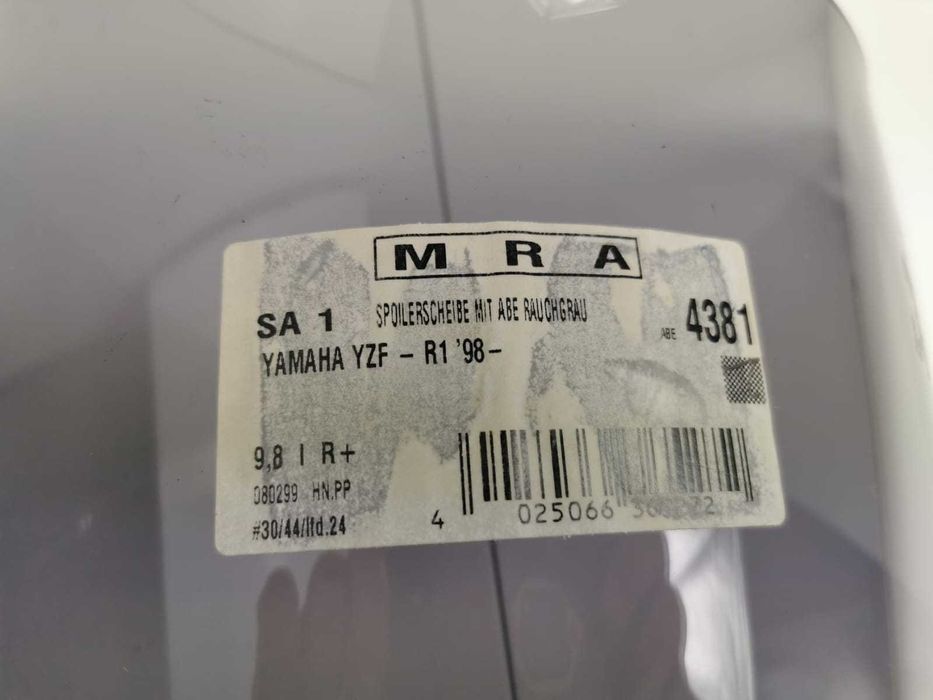 M R A
SA 1 SPOILERSCHEIBE MIT ABE RAUCHGRAU ABE 4381
YAMAHA YZF - R1 '98-
9,8 I R+
080299 HN.PP
#30/44/lfd.24
4 025066